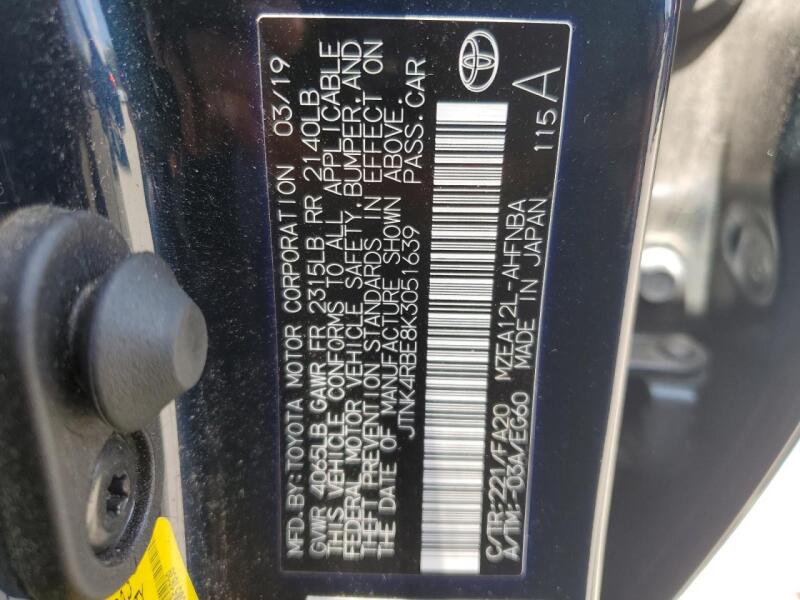 MFD.BY:TOYOTA MOTOR CORPORATION 03/19
GVWR 4065LB GAWR FR 2315LB RR 2140LB
THIS VEHICLE CONFORMS TO ALL APPLICABLE
FEDERAL MOTOR VEHICLE SAFETY,BUMPER,AND
THEFT PREVENTION STANDARDS IN EFFECT ON
THE DATE OF MANUFACTURE SHOWN ABOVE.
JTNK4RBE8K3051639 PASS.CAR
C/TR:221/FA20 MZEA12L-AHFNBA
A/TM:-03A/EG60 MADE IN JAPAN
115 A